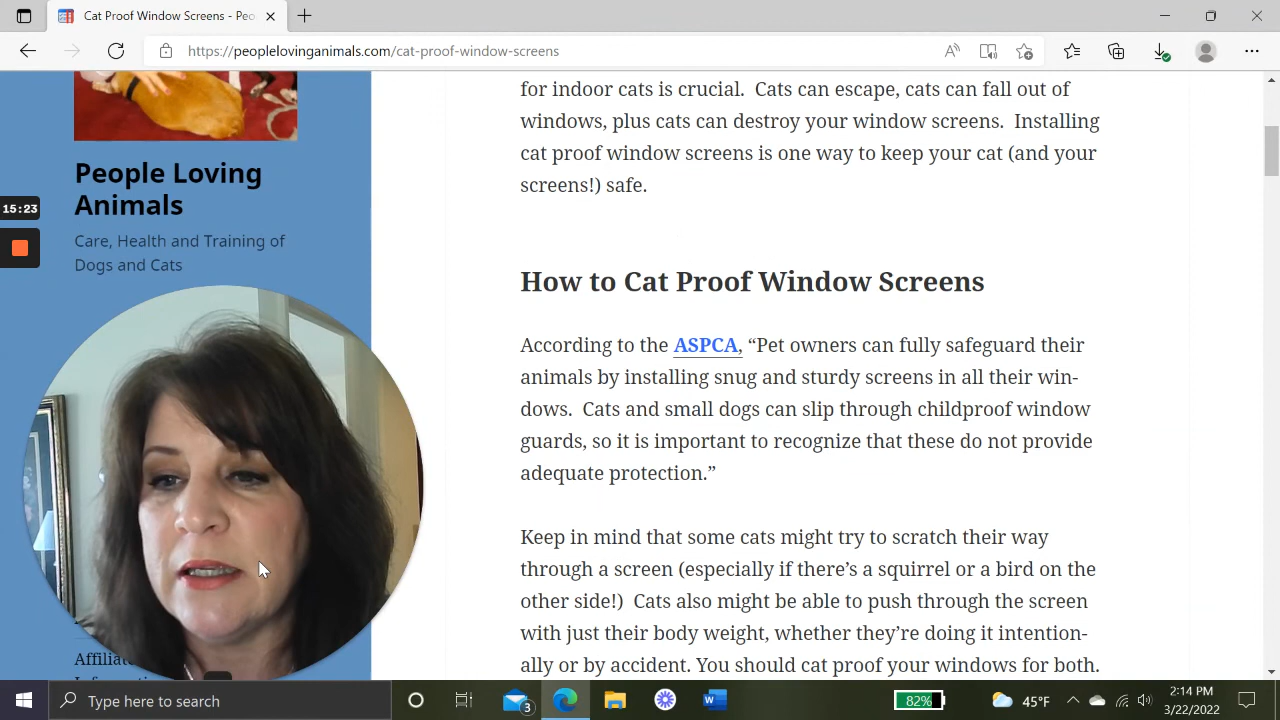 Cat Proof Window Screens - Peo
https://peoplelovinganimals.com/cat-proof-window-screens
for indoor cats is crucial.  Cats can escape, cats can fall out of
windows, plus cats can destroy your window screens.  Installing
cat proof window screens is one way to keep your cat (and your
screens!) safe.
People Loving
Animals
Care, Health and Training of
Dogs and Cats
15:23
How to Cat Proof Window Screens
According to the ASPCA, “Pet owners can fully safeguard their
animals by installing snug and sturdy screens in all their win-
dows.  Cats and small dogs can slip through childproof window
guards, so it is important to recognize that these do not provide
adequate protection.”
Keep in mind that some cats might try to scratch their way
through a screen (especially if there’s a squirrel or a bird on the
other side!)  Cats also might be able to push through the screen
with just their body weight, whether they’re doing it intention-
ally or by accident. You should cat proof your windows for both.
Type here to search
3
82%
45°F
2:14 PM
3/22/2022